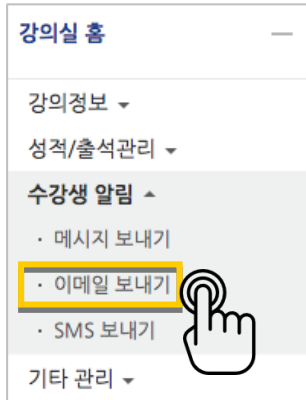 강의실 홈
강의정보
성적/출석관리
수강생 알림
· 메시지 보내기
· 이메일 보내기
· SMS 보내기
기타 관리